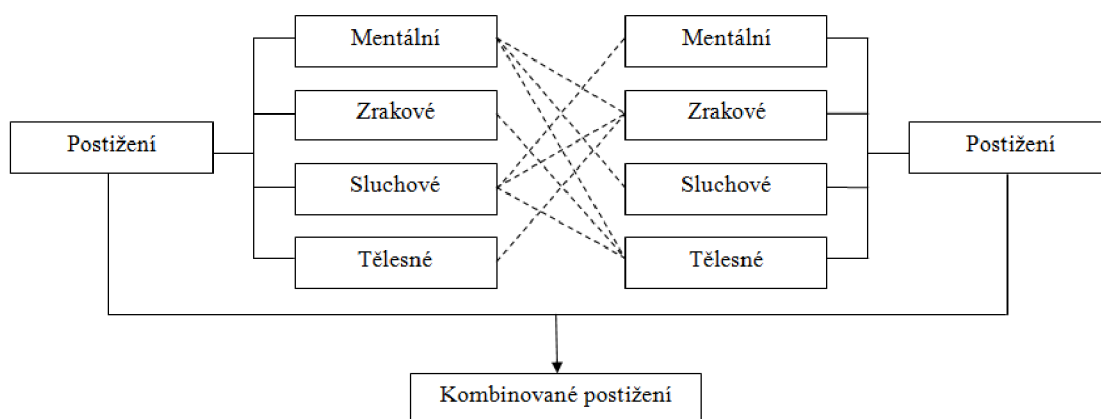 Mentální
Mentální
Zrakové
Zrakové
Postižení
Postižení
Sluchové
Sluchové
Tělesné
Tělesné
Kombinované postižení